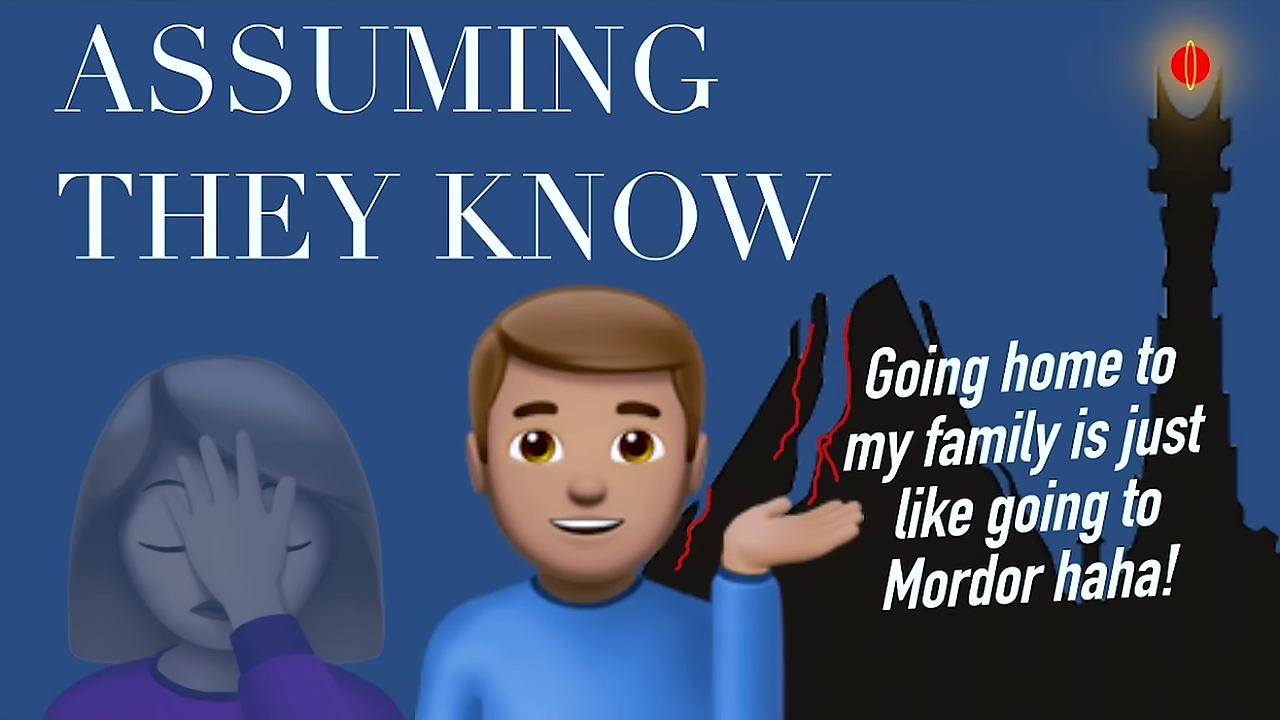 ASSUMING
THEY KNOW
Going home to
my family is just
like going to
Mordor haha!